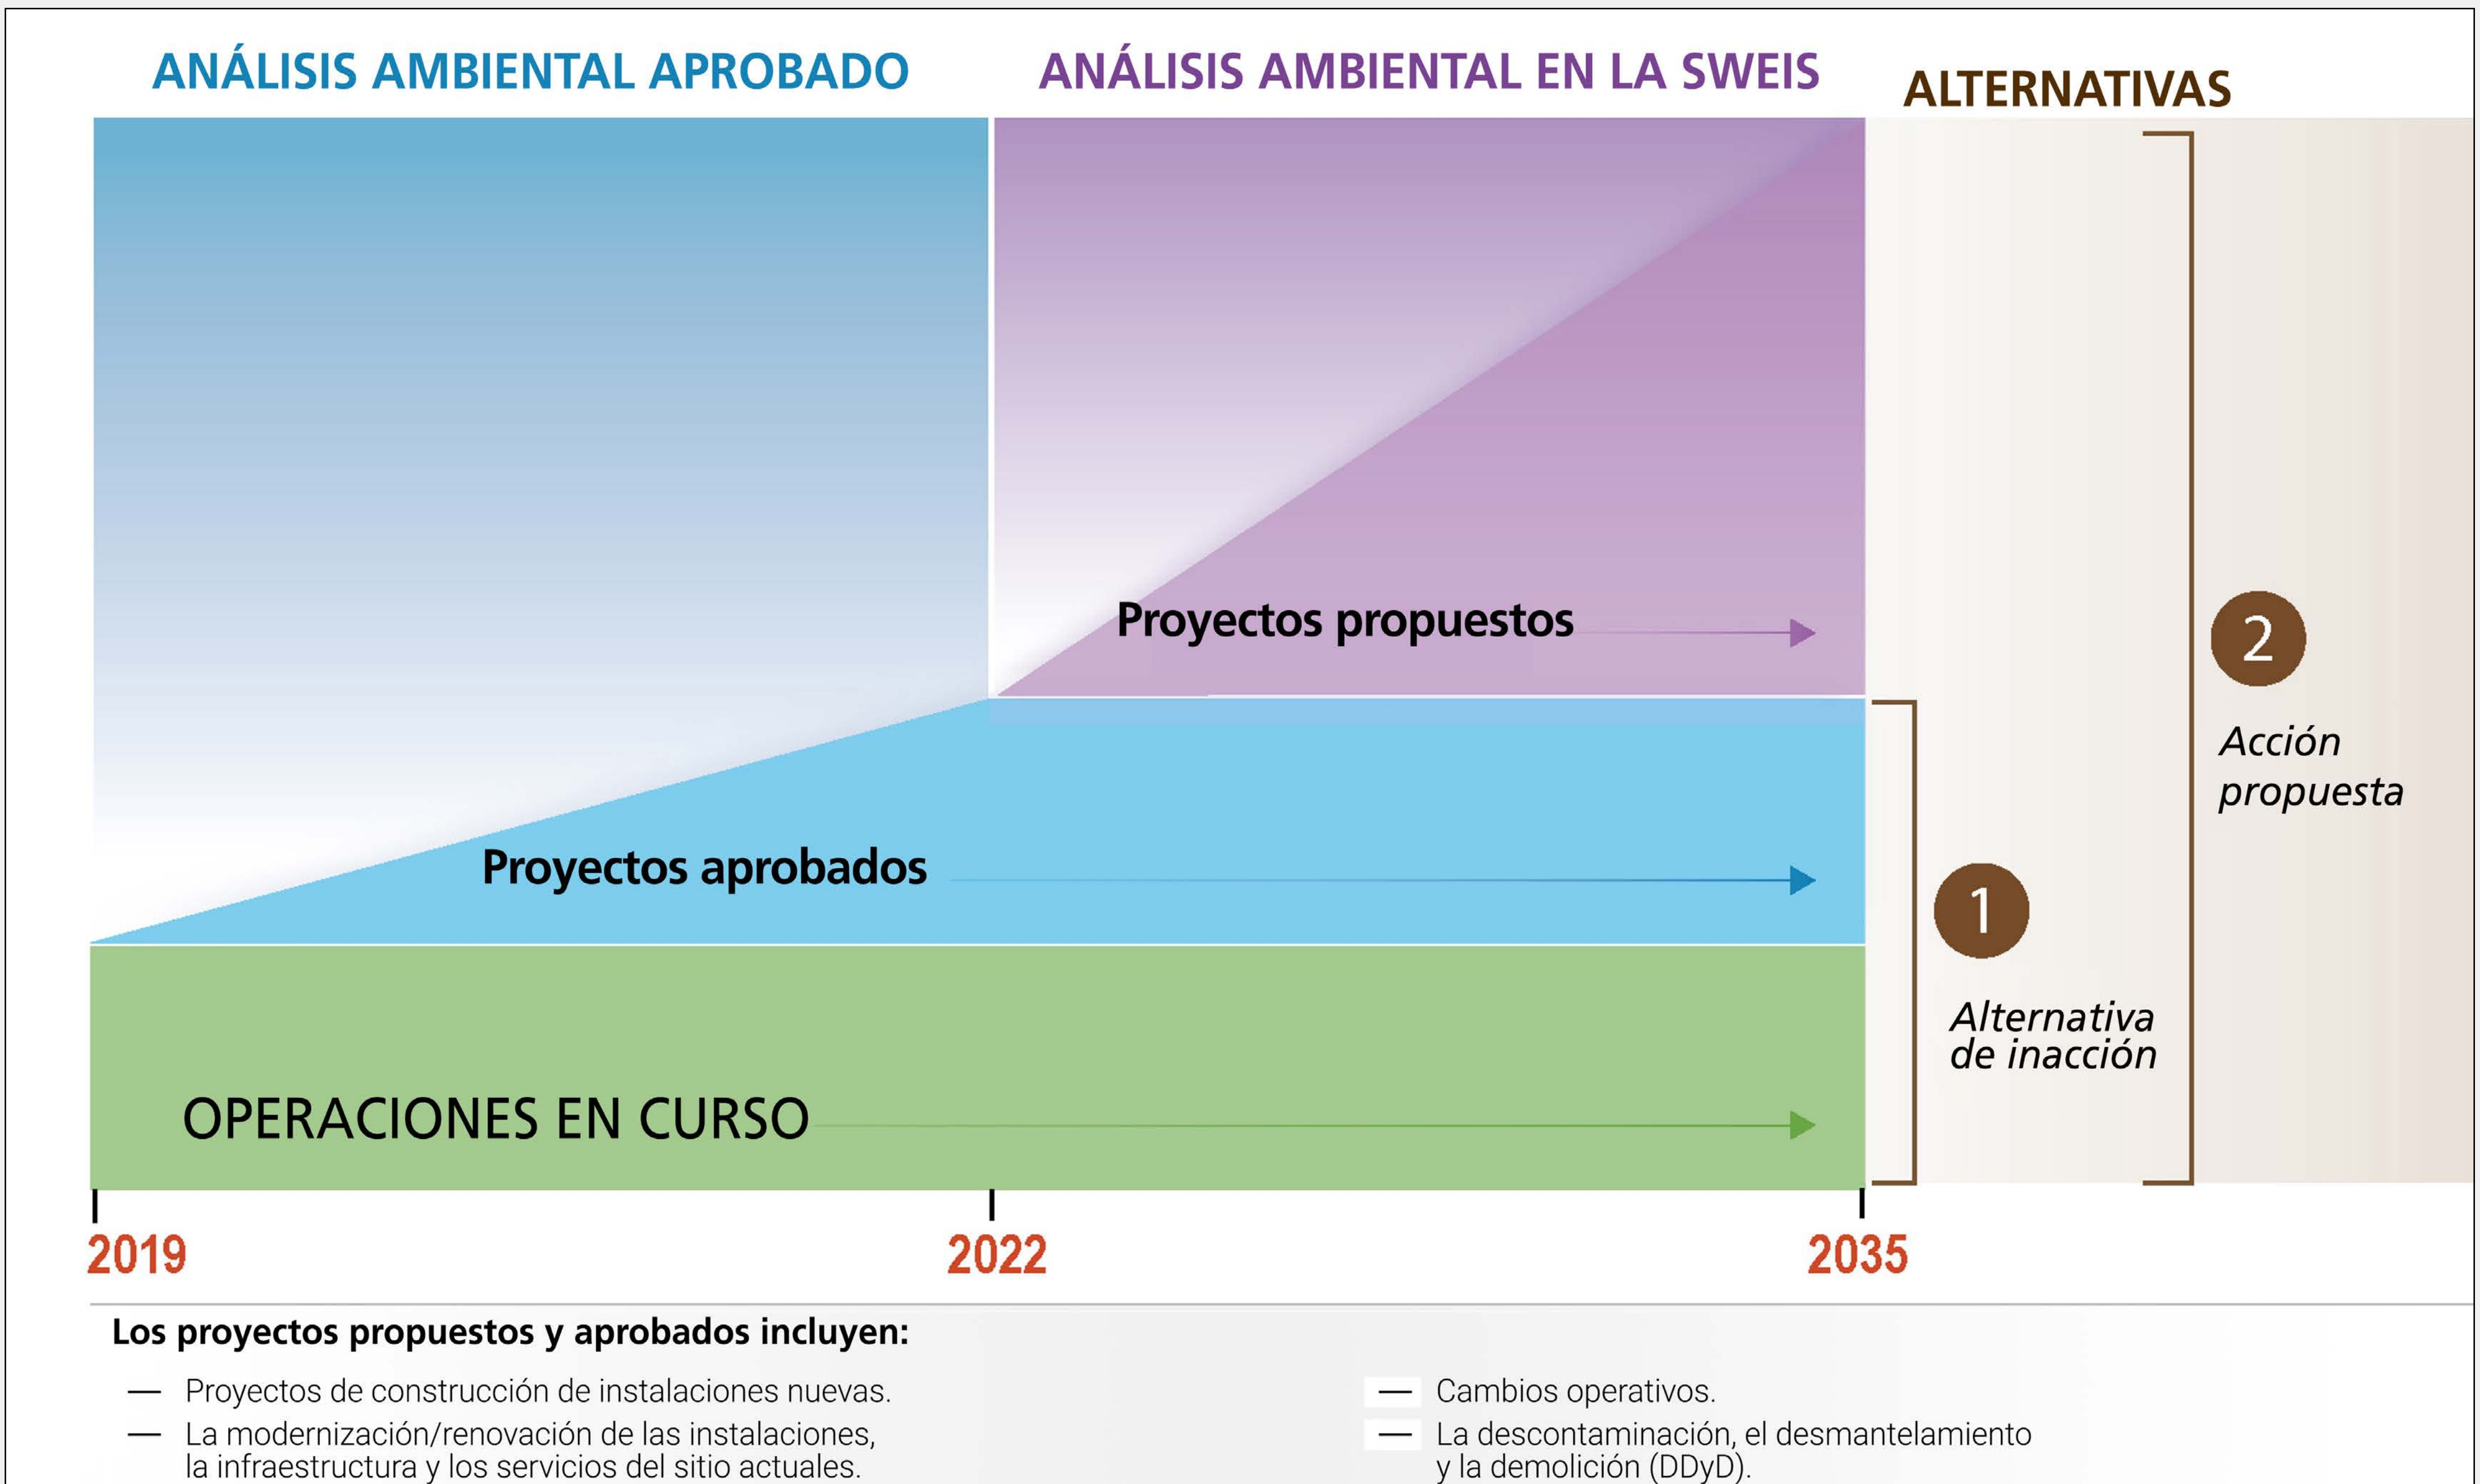 ANÁLISIS AMBIENTAL APROBADO
ANÁLISIS AMBIENTAL EN LA SWEIS
ALTERNATIVAS
Proyectos propuestos
2
Acción
propuesta
Proyectos aprobados
1
Alternativa
de inacción
OPERACIONES EN CURSO
2019
2022
2035
Los proyectos propuestos y aprobados incluyen:
— Proyectos de construcción de instalaciones nuevas.
— La modernización/renovación de las instalaciones,
la infraestructura y los servicios del sitio actuales.
— Cambios operativos.
— La descontaminación, el desmantelamiento
y la demolición (DDyD).